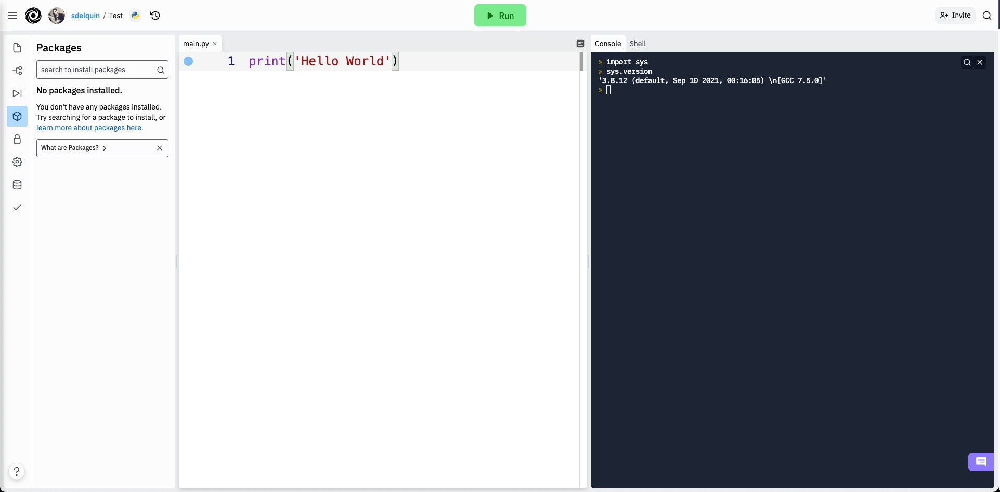 sdelquin / Test
Run
Invite
Packages
search to install packages
No packages installed.
You don't have any packages installed.
Try searching for a package to install, or
learn more about packages here.
What are Packages?
main.py
1 print('Hello World')
Console
Shell
import sys
sys.version
'3.8.12 (default, Sep 10 2021, 00:16:05) \n[GCC 7.5.0]'
?